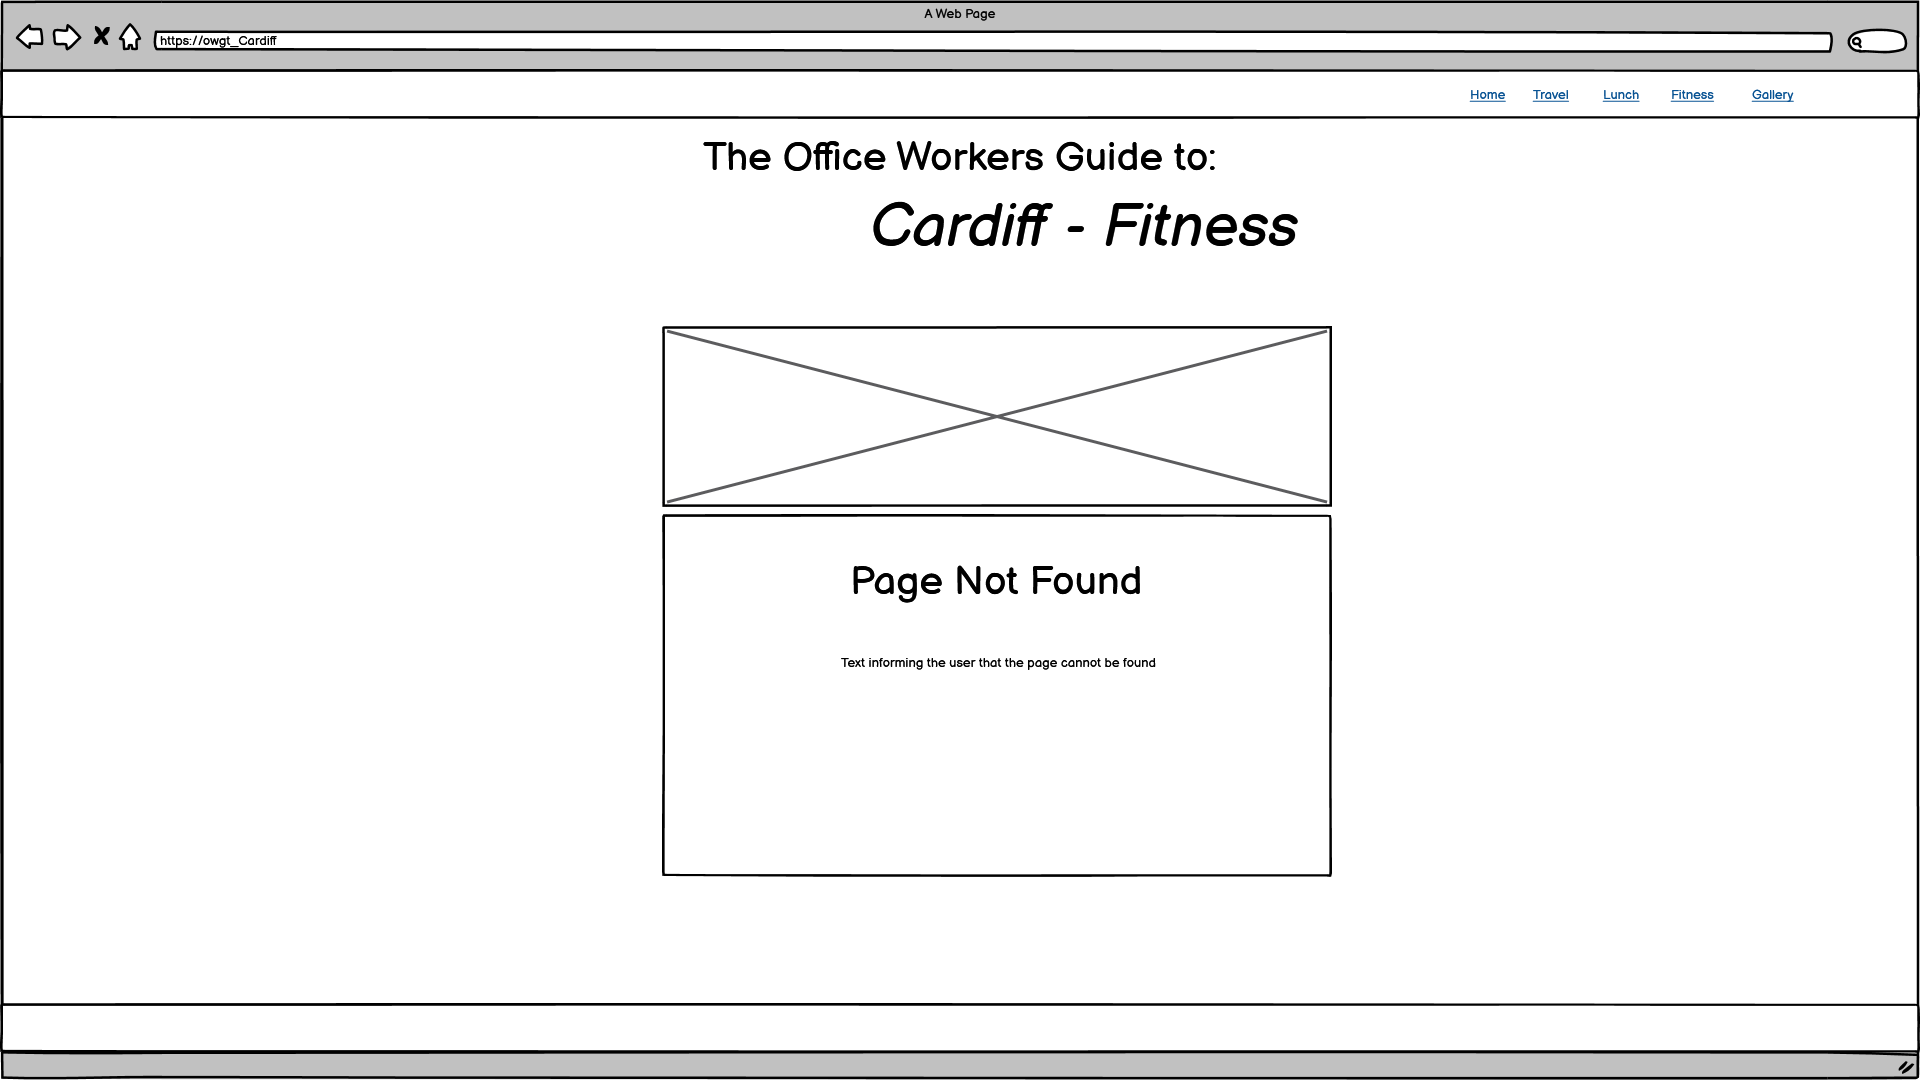 A Web Page
https://owgt_Cardiff
Home Travel Lunch Fitness Gallery
The Office Workers Guide to:
Cardiff - Fitness
Page Not Found
Text informing the user that the page cannot be found